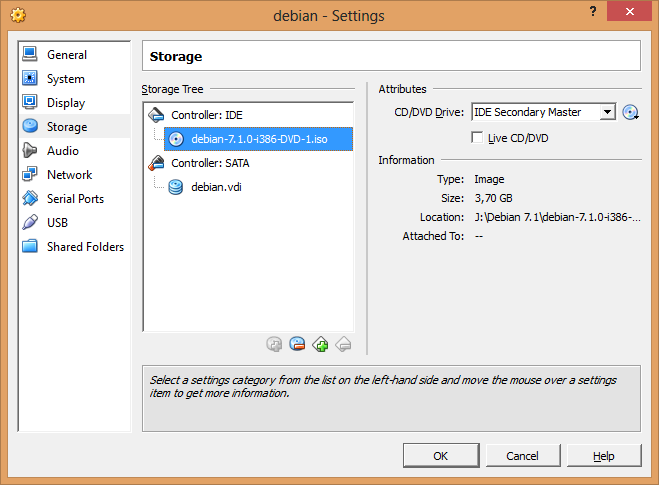 debian - Settings
?
General
System
Display
Storage
Audio
Network
Serial Ports
USB
Shared Folders
Storage
Storage Tree
Controller: IDE
debian-7.1.0-i386-DVD-1.iso
Controller: SATA
debian.vdi
Attributes
CD/DVD Drive: IDE Secondary Master
Live CD/DVD
Information
Type: Image
Size: 3,70 GB
Location: J:\Debian 7.1\debian-7.1.0-i386-...
Attached To: --
Select a settings category from the list on the left-hand side and move the mouse over a settings
item to get more information.
OK
Cancel
Help